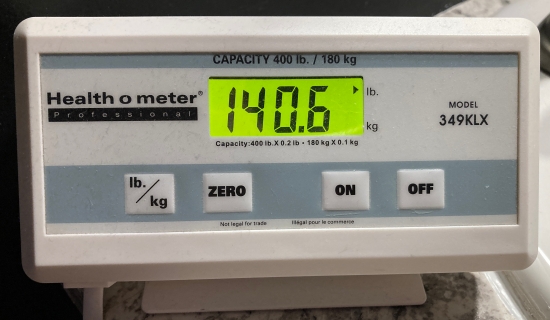 CAPACITY 400 lb. / 180 kg
Health o meter®
Professional
140.6
lb.
kg
MODEL
349KLX
Capacity:400 lb.X 0.2 lb • 180 kg X 0.1 kg
lb./kg
ZERO
ON
OFF
Not legal for trade
Illégal pour le commerce